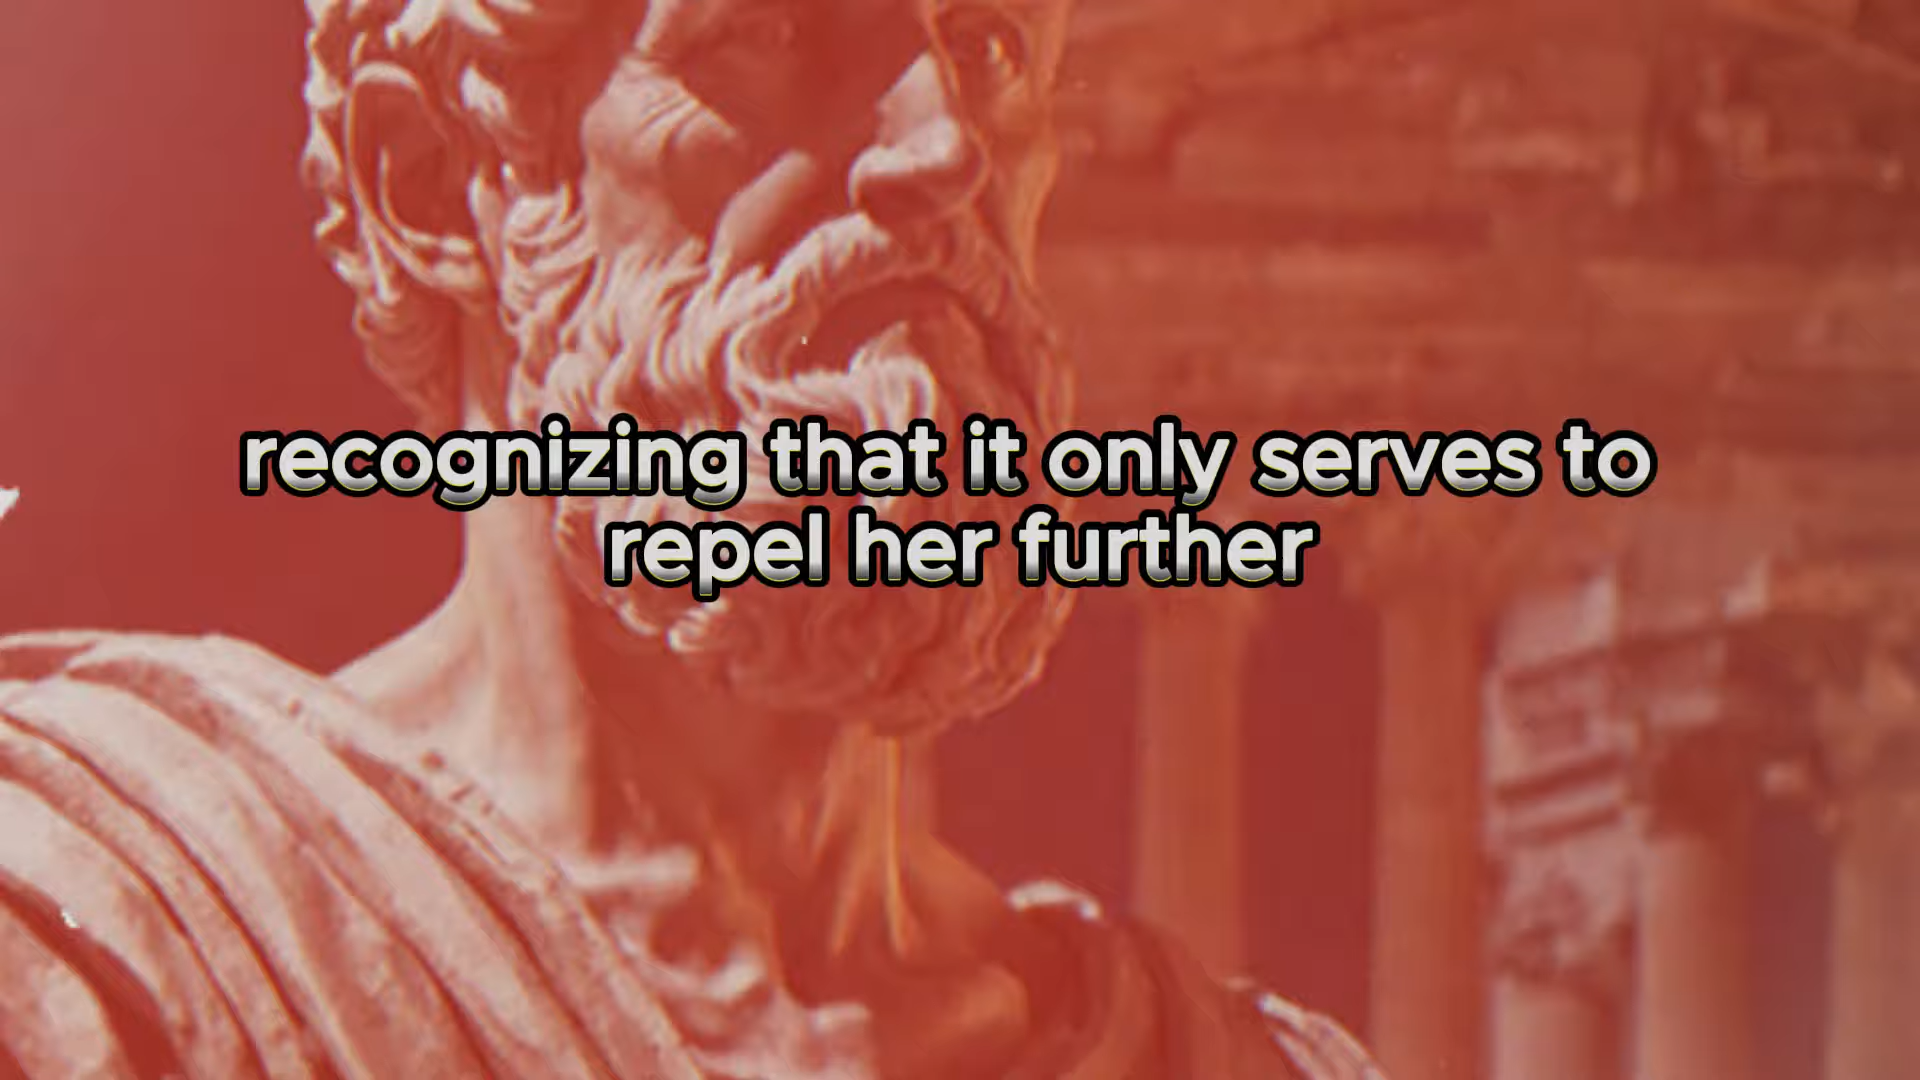 recognizing that it only serves to
repel her further